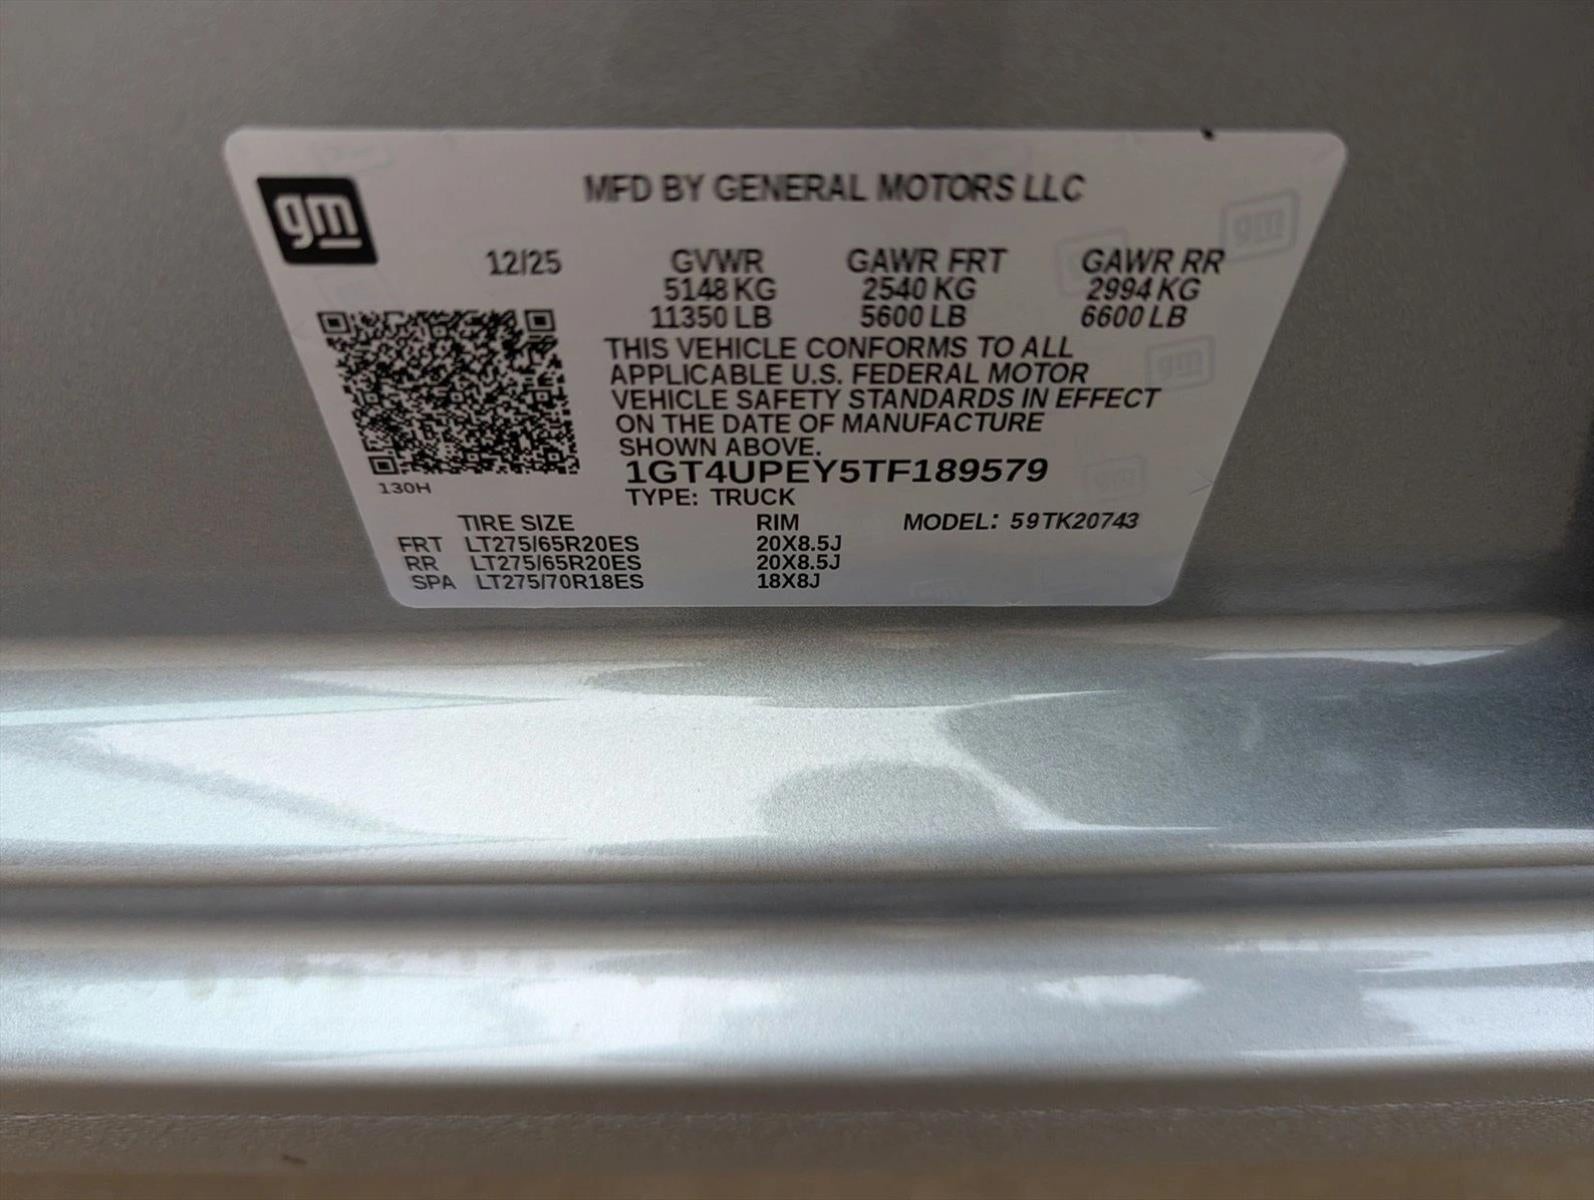 gm
MFD BY GENERAL MOTORS LLC
12/25 GVWR GAWR FRT GAWR RR
5148 KG 2540 KG 2994 KG
11350 LB 5600 LB 6600 LB
THIS VEHICLE CONFORMS TO ALL
APPLICABLE U.S. FEDERAL MOTOR
VEHICLE SAFETY STANDARDS IN EFFECT
ON THE DATE OF MANUFACTURE
SHOWN ABOVE.
1GT4UPEY5TF189579
130H
TYPE: TRUCK
TIRE SIZE RIM MODEL: 59TK20743
FRT LT275/65R20ES 20X8.5J
RR LT275/65R20ES 20X8.5J
SPA LT275/70R18ES 18X8J
gm
gm